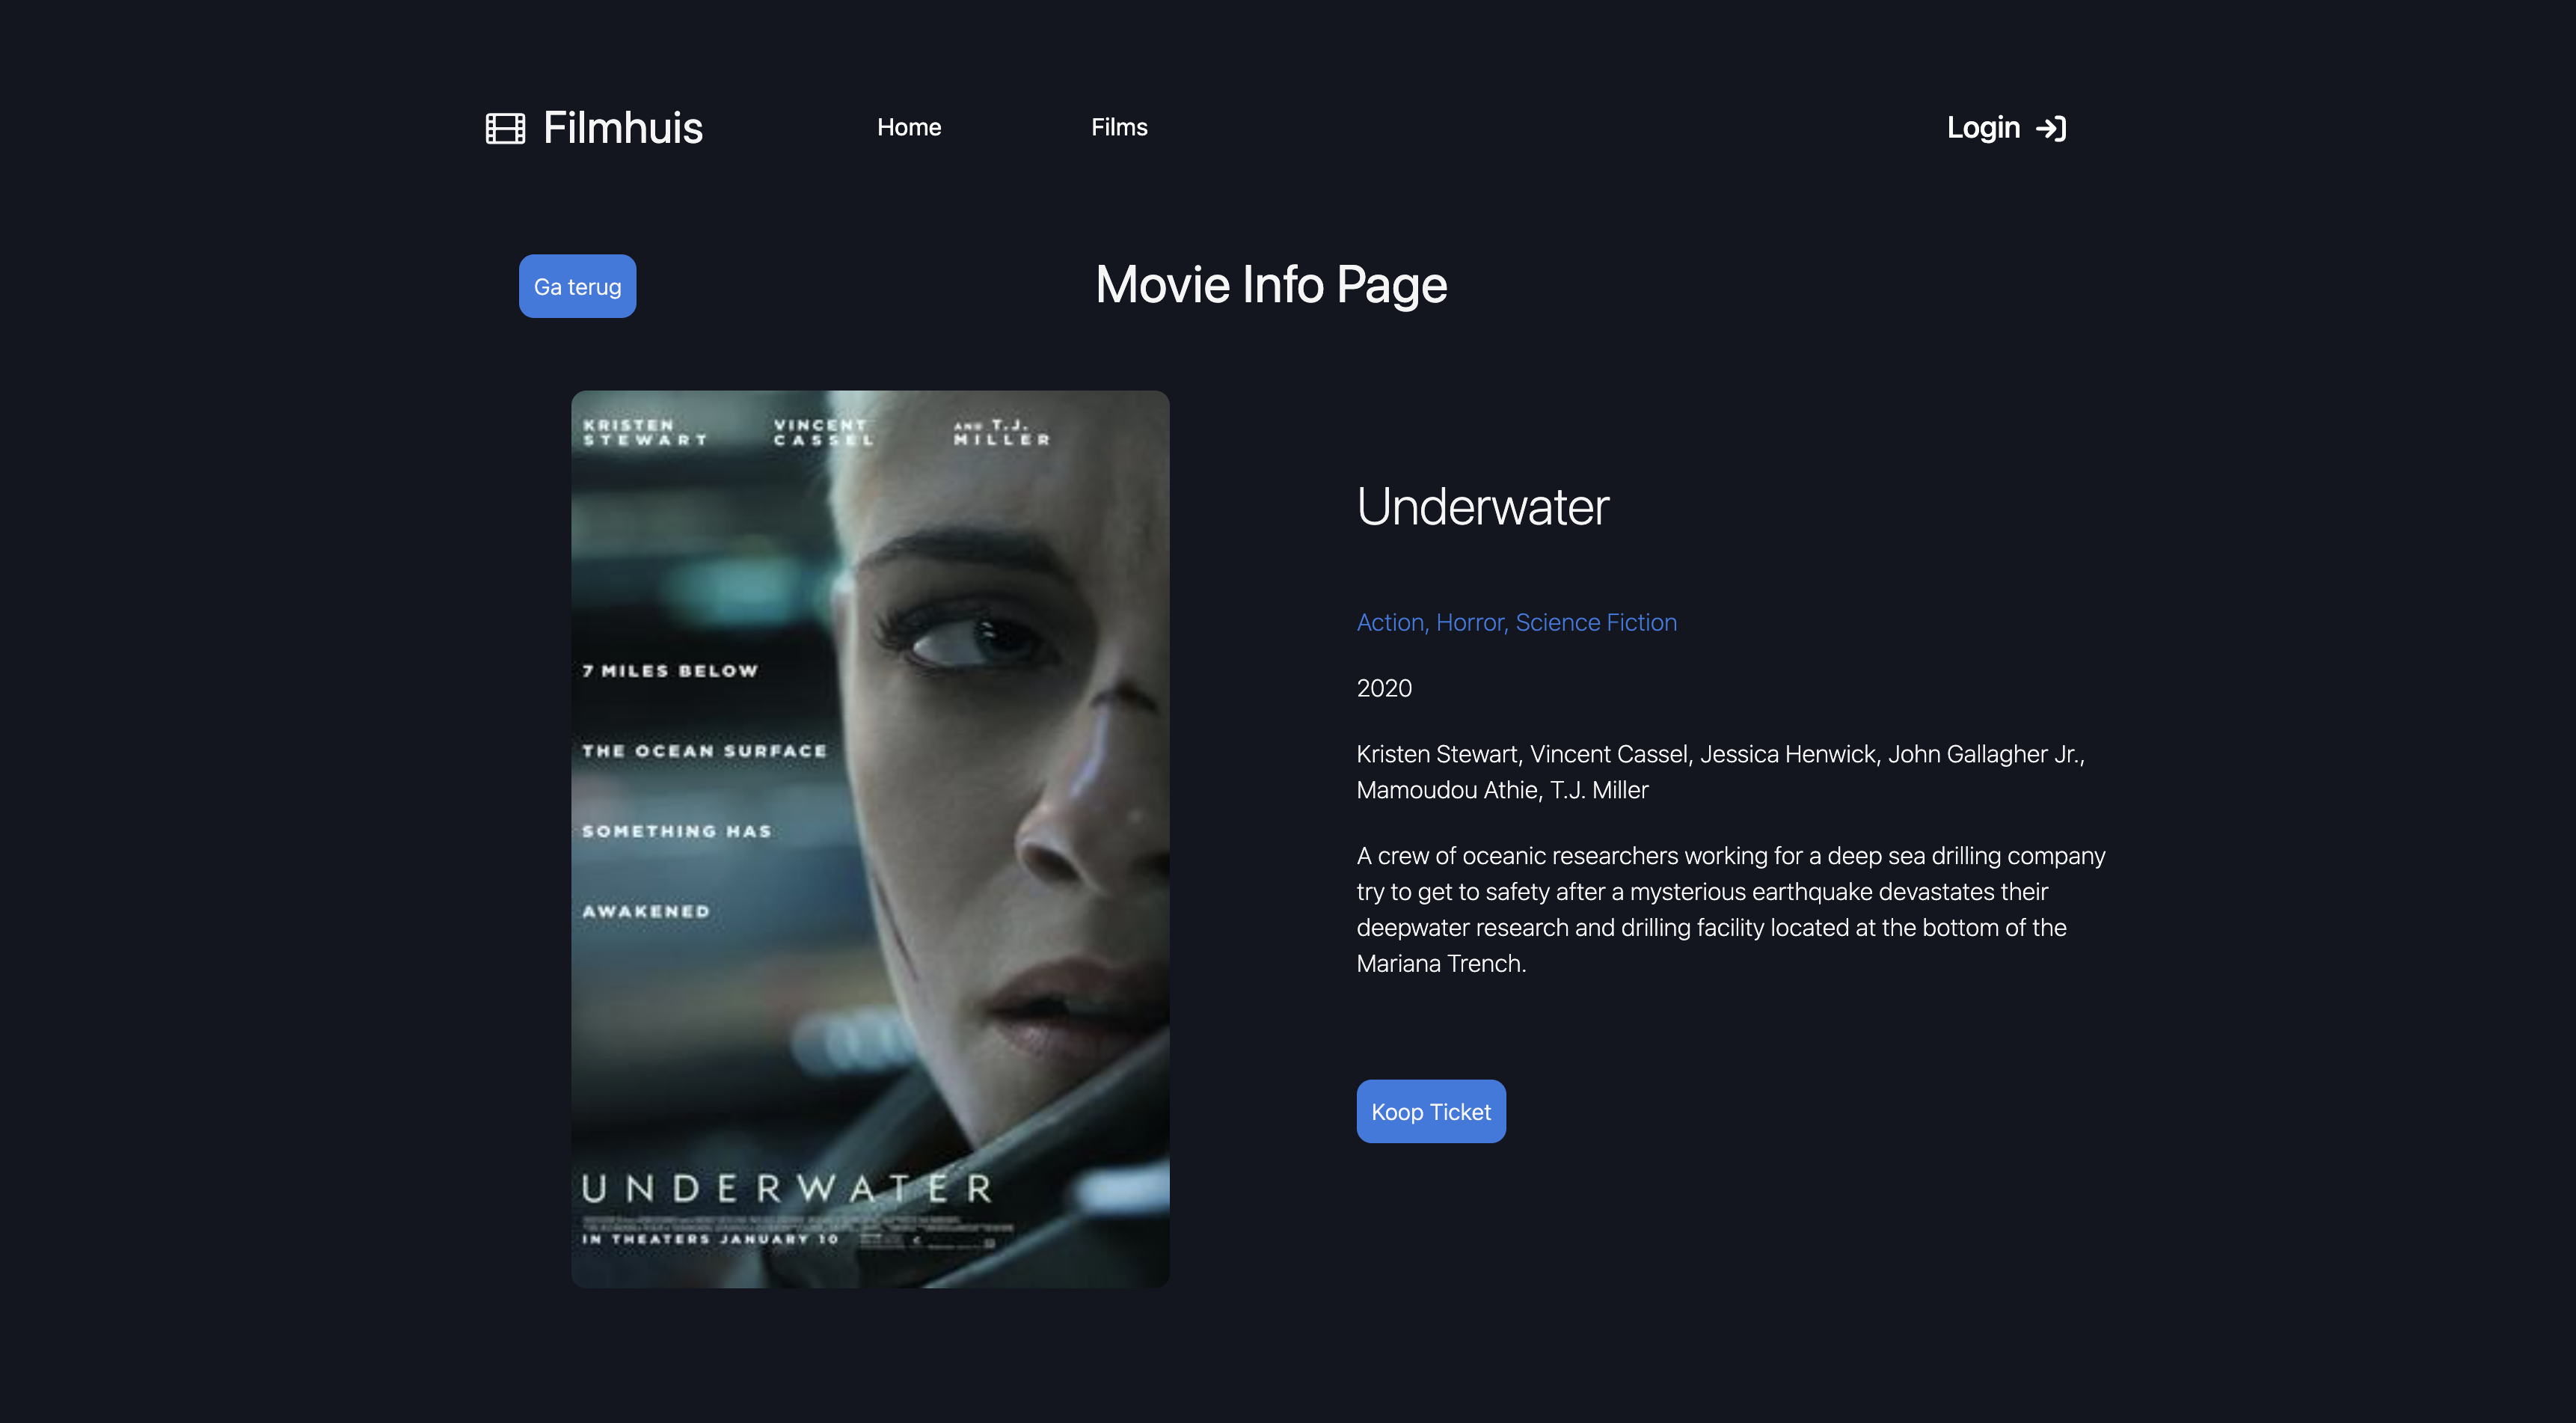 Filmhuis
Home
Films
Login
Ga terug
Movie Info Page
KRISTEN
STEWART
VINCENT
CASSEL
AND T.J.
MILLER
7 MILES BELOW
THE OCEAN SURFACE
SOMETHING HAS
AWAKENED
UNDERWATER
IN THEATERS JANUARY 10
Underwater
Action, Horror, Science Fiction
2020
Kristen Stewart, Vincent Cassel, Jessica Henwick, John Gallagher Jr.,
Mamoudou Athie, T.J. Miller
A crew of oceanic researchers working for a deep sea drilling company
try to get to safety after a mysterious earthquake devastates their
deepwater research and drilling facility located at the bottom of the
Mariana Trench.
Koop Ticket